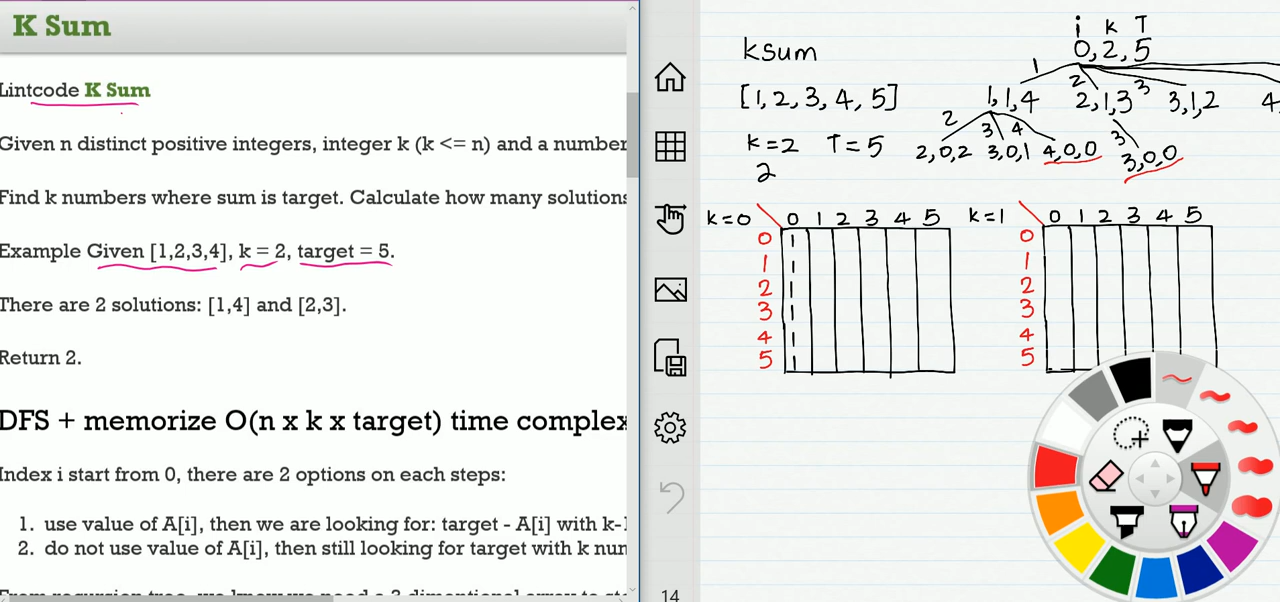 K Sum
Lintcode K Sum
Given n distinct positive integers, integer k (k <= n) and a number
Find k numbers where sum is target. Calculate how many solutions
Example Given [1,2,3,4], k = 2, target = 5.
There are 2 solutions: [1,4] and [2,3].
Return 2.
DFS + memorize O(n x k x target) time complex
Index i start from 0, there are 2 options on each steps:
1. use value of A[i], then we are looking for: target - A[i] with k-1
2. do not use value of A[i], then still looking for target with k num
i K T
ksum 0,2,5
1 2 3
[1, 2, 3, 4, 5] 1,1,4 2,1,3 3,1,2 4
2 3 4 3
k=2 T=5 2,0,2 3,0,1 4,0,0 3,0,0
2
k=0 0 1 2 3 4 5 k=1 0 1 2 3 4 5
0 0
1 1
2 2
3 3
4 4
5 5
14